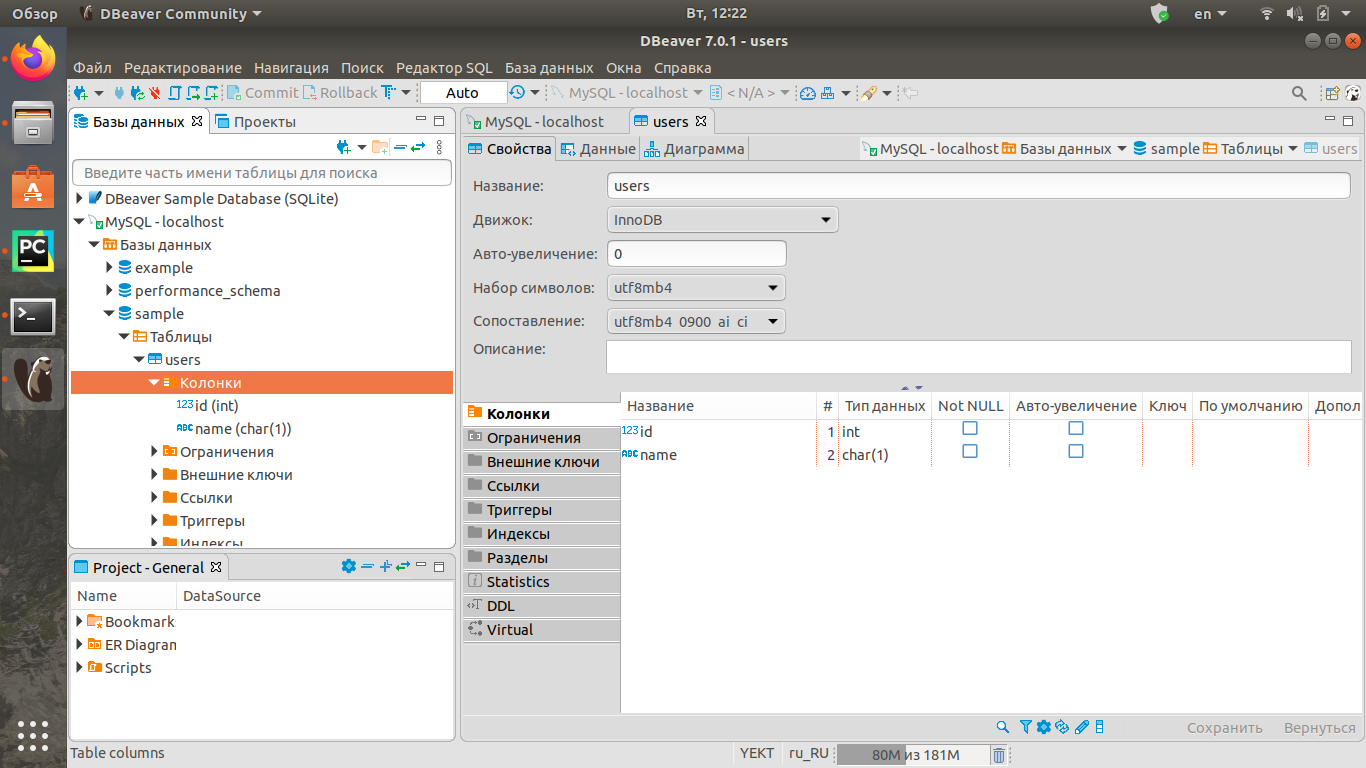 Обзор DBeaver Community Вт, 12:22 en
DBeaver 7.0.1 - users
Файл Редактирование Навигация Поиск Редактор SQL База данных Окна Справка
Commit Rollback Auto MySQL - localhost < N/A >
Базы данных Проекты
Введите часть имени таблицы для поиска
DBeaver Sample Database (SQLite)
MySQL - localhost
Базы данных
example
performance_schema
sample
Таблицы
users
Колонки
123 id (int)
ABC name (char(1))
Ограничения
Внешние ключи
Ссылки
Триггеры
Индексы
Project - General
Name DataSource
Bookmark
ER Diagran
Scripts
MySQL - localhost users
Свойства Данные Диаграмма MySQL - localhost Базы данных sample Таблицы users
Название: users
Движок: InnoDB
Авто-увеличение: 0
Набор символов: utf8mb4
Сопоставление: utf8mb4_0900_ai_ci
Описание:
Колонки
Ограничения
Внешние ключи
Ссылки
Триггеры
Индексы
Разделы
Statistics
DDL
Virtual
Название # Тип данных Not NULL Авто-увеличение Ключ По умолчанию Допол
123 id 1 int
ABC name 2 char(1)
Сохранить Вернуться
Table columns YEKT ru_RU 80M из 181M
PC